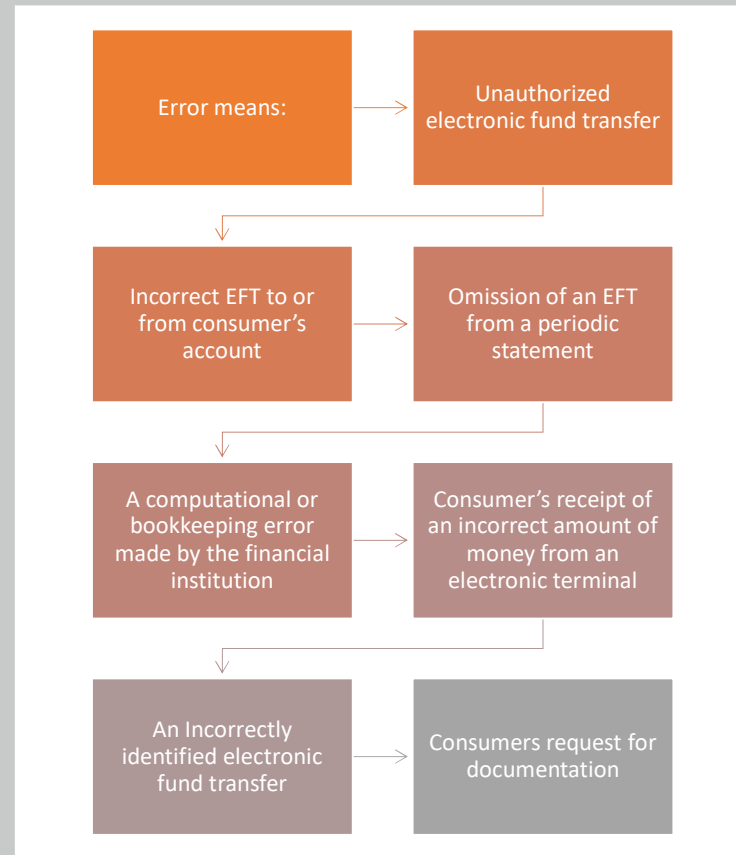 Error means:
Unauthorized
electronic fund transfer
Incorrect EFT to or
from consumer’s
account
Omission of an EFT
from a periodic
statement
A computational or
bookkeeping error
made by the financial
institution
Consumer’s receipt of
an incorrect amount of
money from an
electronic terminal
An Incorrectly
identified electronic
fund transfer
Consumers request for
documentation